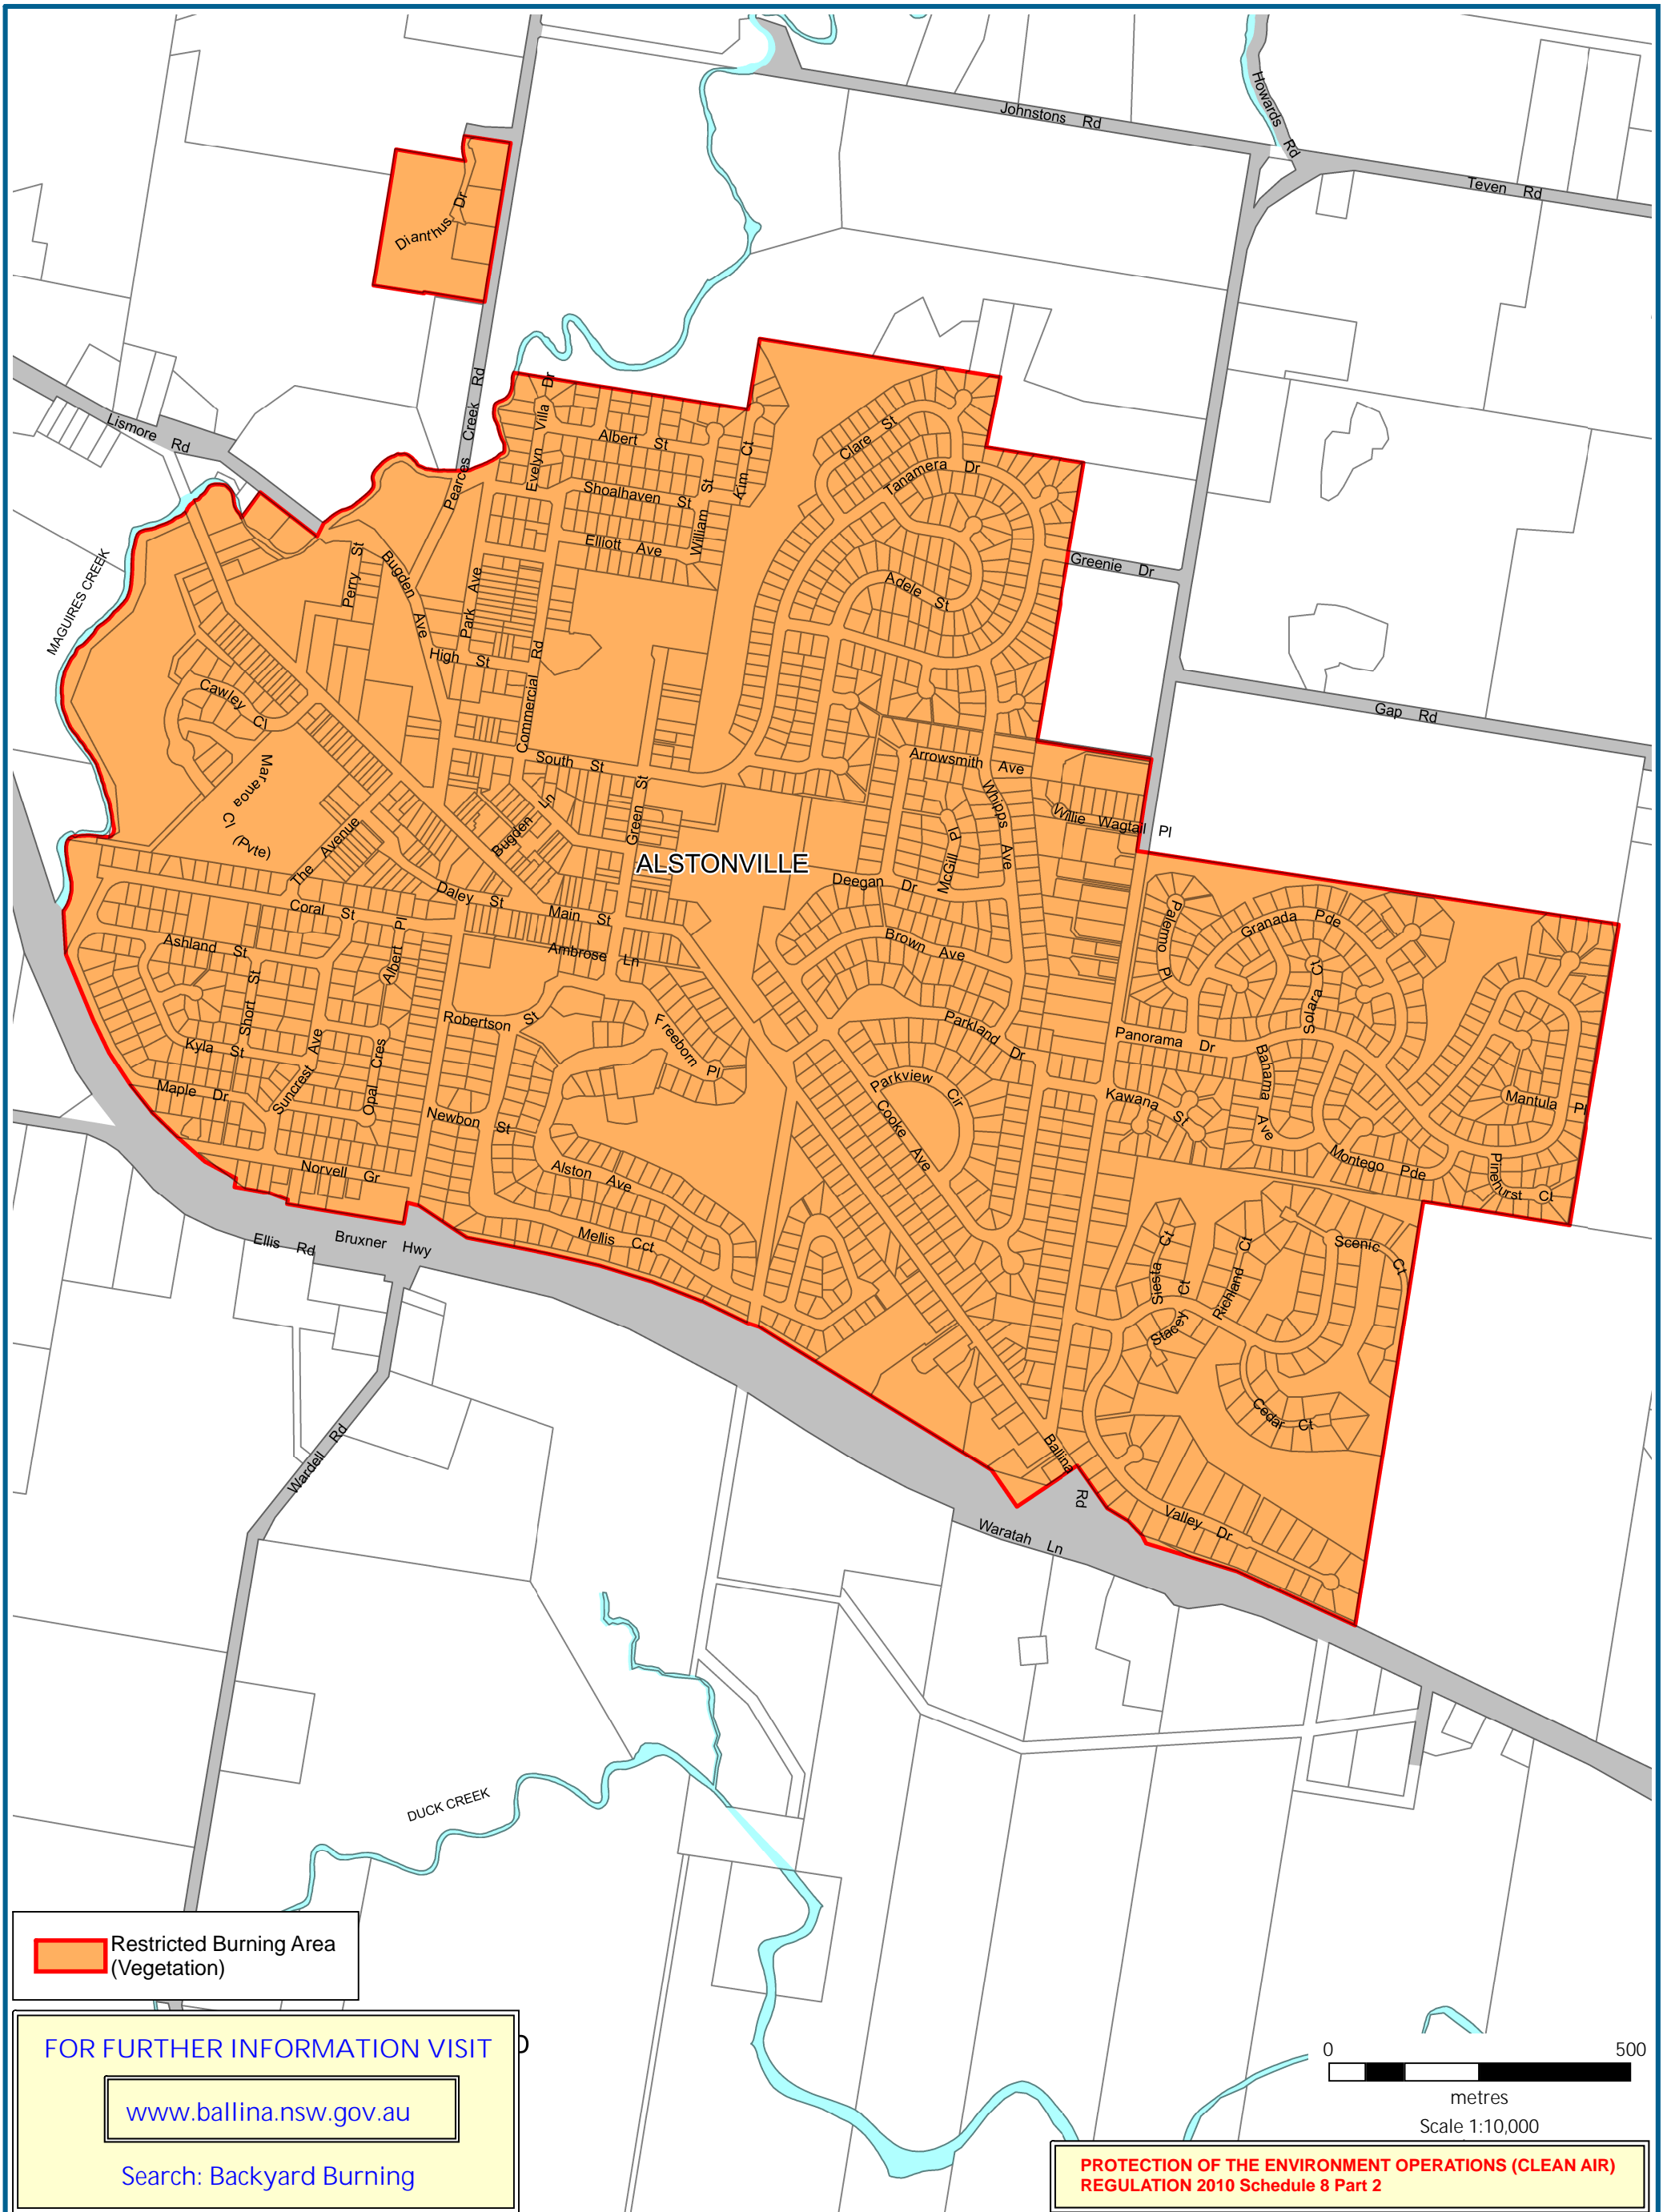 Howards Rd
Johnstons Rd
Teven Rd
Dianthus Dr
Pearces Creek Rd
Lismore Rd
Evelyn Villa Dr
Albert St
Shoalhaven St
William St
Kim Ct
Elliott Ave
Clare St
Tanamera Dr
Adele St
Greenie Dr
Gap Rd
MAGUIRES CREEK
Perry St
Bugden Ave
Park Ave
High St
Commercial Rd
Cawley Cl
Maranoa Cl (Pvte)
South St
Bugden Ln
Green St
Arrowsmith Ave
Whipps Ave
Willie Wagtail Pl
McGill Pl
The Avenue
ALSTONVILLE
Deegan Dr
Daley St
Main St
Coral St
Albert Pl
Ashland St
Ambrose Ln
Brown Ave
Palermo Pl
Granada Pde
Solara Ct
Short St
Robertson St
Freeborn Pl
Parkland Dr
Panorama Dr
Bahama Ave
Kyla St
Suncrest Ave
Opal Cres
Maple Dr
Newbon St
Parkview Cir
Cooke Ave
Kawana St
Mantula Pl
Montego Pde
Pinehurst Ct
Norvell Gr
Alston Ave
Mellis Cct
Ellis Rd
Bruxner Hwy
Siesta Ct
Stacey Ct
Richland Ct
Scenic Ct
Cedar Ct
Wardell Rd
Ballina Rd
Valley Dr
Waratah Ln
DUCK CREEK
Restricted Burning Area
(Vegetation)
FOR FURTHER INFORMATION VISIT
www.ballina.nsw.gov.au
Search: Backyard Burning
0 500
metres
Scale 1:10,000
PROTECTION OF THE ENVIRONMENT OPERATIONS (CLEAN AIR)
REGULATION 2010 Schedule 8 Part 2